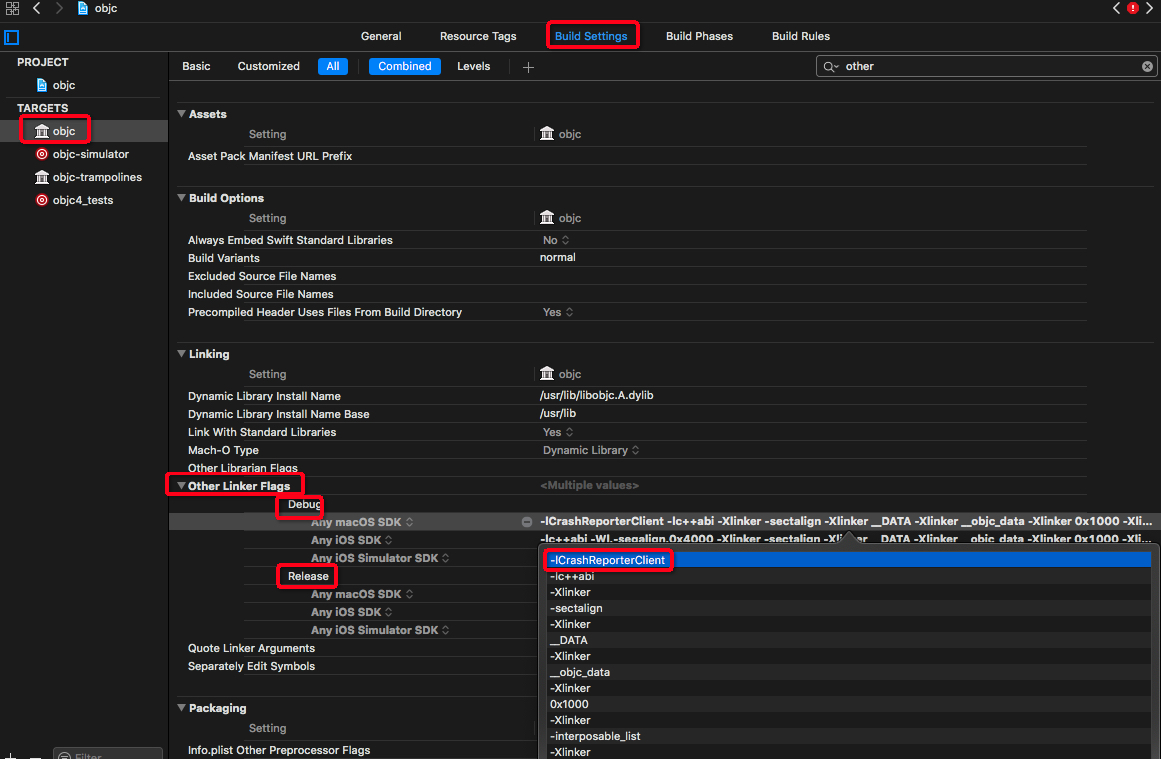 objc
General Resource Tags Build Settings Build Phases Build Rules
PROJECT
objc
TARGETS
objc
objc-simulator
objc-trampolines
objc4_tests
Basic Customized All Combined Levels + other
Assets
Setting objc
Asset Pack Manifest URL Prefix
Build Options
Setting objc
Always Embed Swift Standard Libraries No
Build Variants normal
Excluded Source File Names
Included Source File Names
Precompiled Header Uses Files From Build Directory Yes
Linking
Setting objc
Dynamic Library Install Name /usr/lib/libobjc.A.dylib
Dynamic Library Install Name Base /usr/lib
Link With Standard Libraries Yes
Mach-O Type Dynamic Library
Other Librarian Flags
Other Linker Flags <Multiple values>
Debug
Any macOS SDK -lCrashReporterClient -lc++abi -Xlinker -sectalign -Xlinker __DATA -Xlinker __objc_data -Xlinker 0x1000 -Xli...
Any iOS SDK -lc++abi -Wl,-segalign,0x4000 -Xlinker -sectalign -Xlinker __DATA -Xlinker __objc_data -Xlinker 0x1000 -Xli...
Any iOS Simulator SDK
Release
Any macOS SDK
Any iOS SDK
Any iOS Simulator SDK
Quote Linker Arguments
Separately Edit Symbols
-lCrashReporterClient
-lc++abi
-Xlinker
-sectalign
-Xlinker
__DATA
-Xlinker
__objc_data
-Xlinker
0x1000
-Xlinker
-interposable_list
-Xlinker
Packaging
Setting
Info.plist Other Preprocessor Flags
Filter